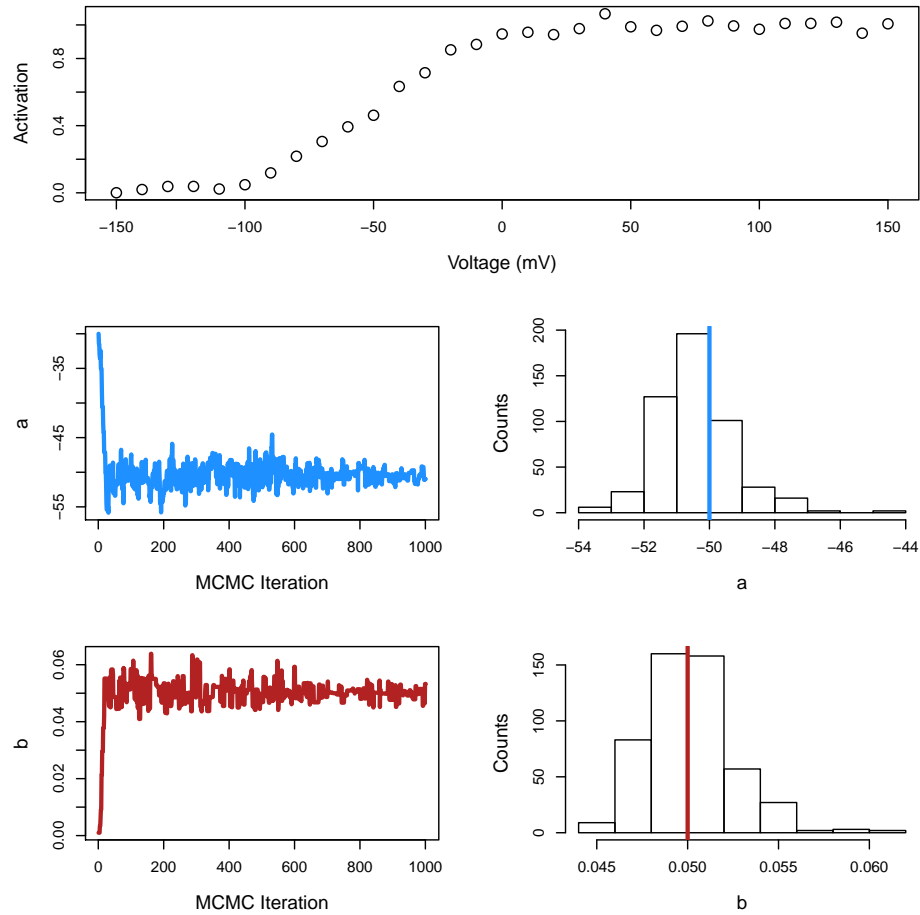 Activation
0.0 0.4 0.8
−150 −100 −50 0 50 100 150
Voltage (mV)
a
−55 −45 −35
0 200 400 600 800 1000
MCMC Iteration
Counts
0 50 100 150 200
−54 −52 −50 −48 −46 −44
a
b
0.00 0.02 0.04 0.06
0 200 400 600 800 1000
MCMC Iteration
Counts
0 50 100 150
0.045 0.050 0.055 0.060
b